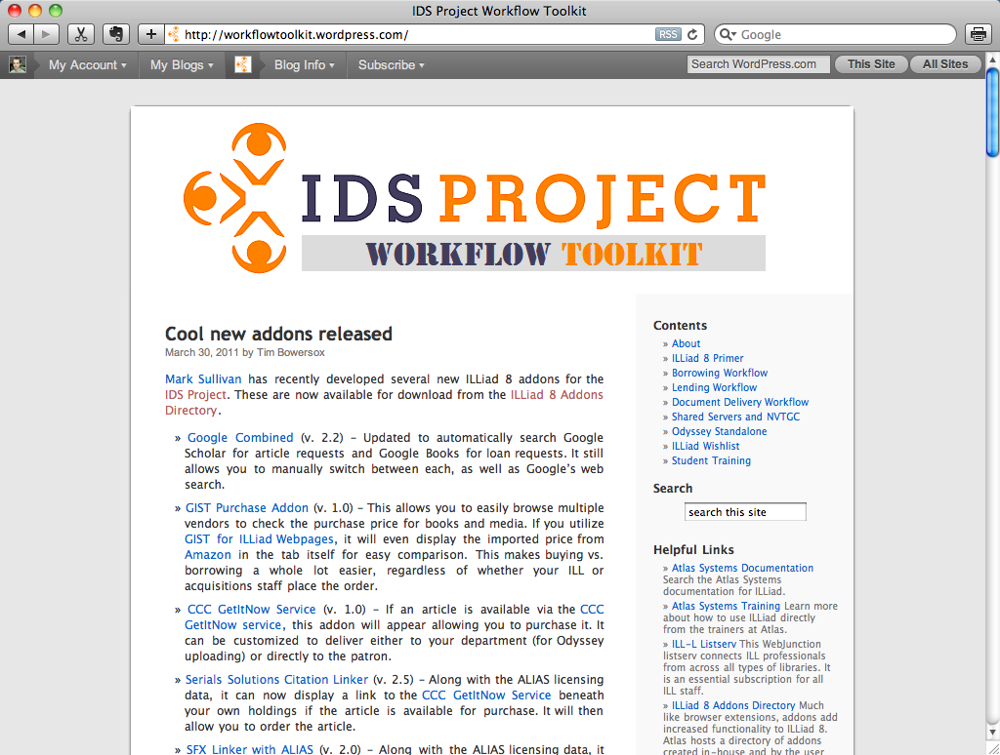 IDS Project Workflow Toolkit
http://workflowtoolkit.wordpress.com/
RSS
Google
My Account
My Blogs
Blog Info
Subscribe
Search WordPress.com
This Site
All Sites
IDS PROJECT
WORKFLOW TOOLKIT
Cool new addons released
March 30, 2011 by Tim Bowersox
Mark Sullivan has recently developed several new ILLiad 8 addons for the
IDS Project. These are now available for download from the ILLiad 8 Addons
Directory.
» Google Combined (v. 2.2) – Updated to automatically search Google
Scholar for article requests and Google Books for loan requests. It still
allows you to manually switch between each, as well as Google's web
search.
» GIST Purchase Addon (v. 1.0) – This allows you to easily browse multiple
vendors to check the purchase price for books and media. If you utilize
GIST for ILLiad Webpages, it will even display the imported price from
Amazon in the tab itself for easy comparison. This makes buying vs.
borrowing a whole lot easier, regardless of whether your ILL or
acquisitions staff place the order.
» CCC GetItNow Service (v. 1.0) – If an article is available via the CCC
GetItNow service, this addon will appear allowing you to purchase it. It
can be customized to deliver either to your department (for Odyssey
uploading) or directly to the patron.
» Serials Solutions Citation Linker (v. 2.5) – Along with the ALIAS licensing
data, it can now display a link to the CCC GetItNow Service beneath
your own holdings if the article is available for purchase. It will then
allow you to order the article.
» SFX Linker with ALIAS (v. 2.0) – Along with the ALIAS licensing data, it
Contents
» About
» ILLiad 8 Primer
» Borrowing Workflow
» Lending Workflow
» Document Delivery Workflow
» Shared Servers and NVTGC
» Odyssey Standalone
» ILLiad Wishlist
» Student Training
Search
search this site
Helpful Links
» Atlas Systems Documentation
Search the Atlas Systems
documentation for ILLiad.
» Atlas Systems Training Learn more
about how to use ILLiad directly
from the trainers at Atlas.
» ILL-L Listserv This WebJunction
listserv connects ILL professionals
from across all types of libraries. It
is an essential subscription for all
ILL staff.
» ILLiad 8 Addons Directory Much
like browser extensions, addons add
increased functionality to ILLiad 8.
Atlas hosts a directory of addons
created in-house and by the user